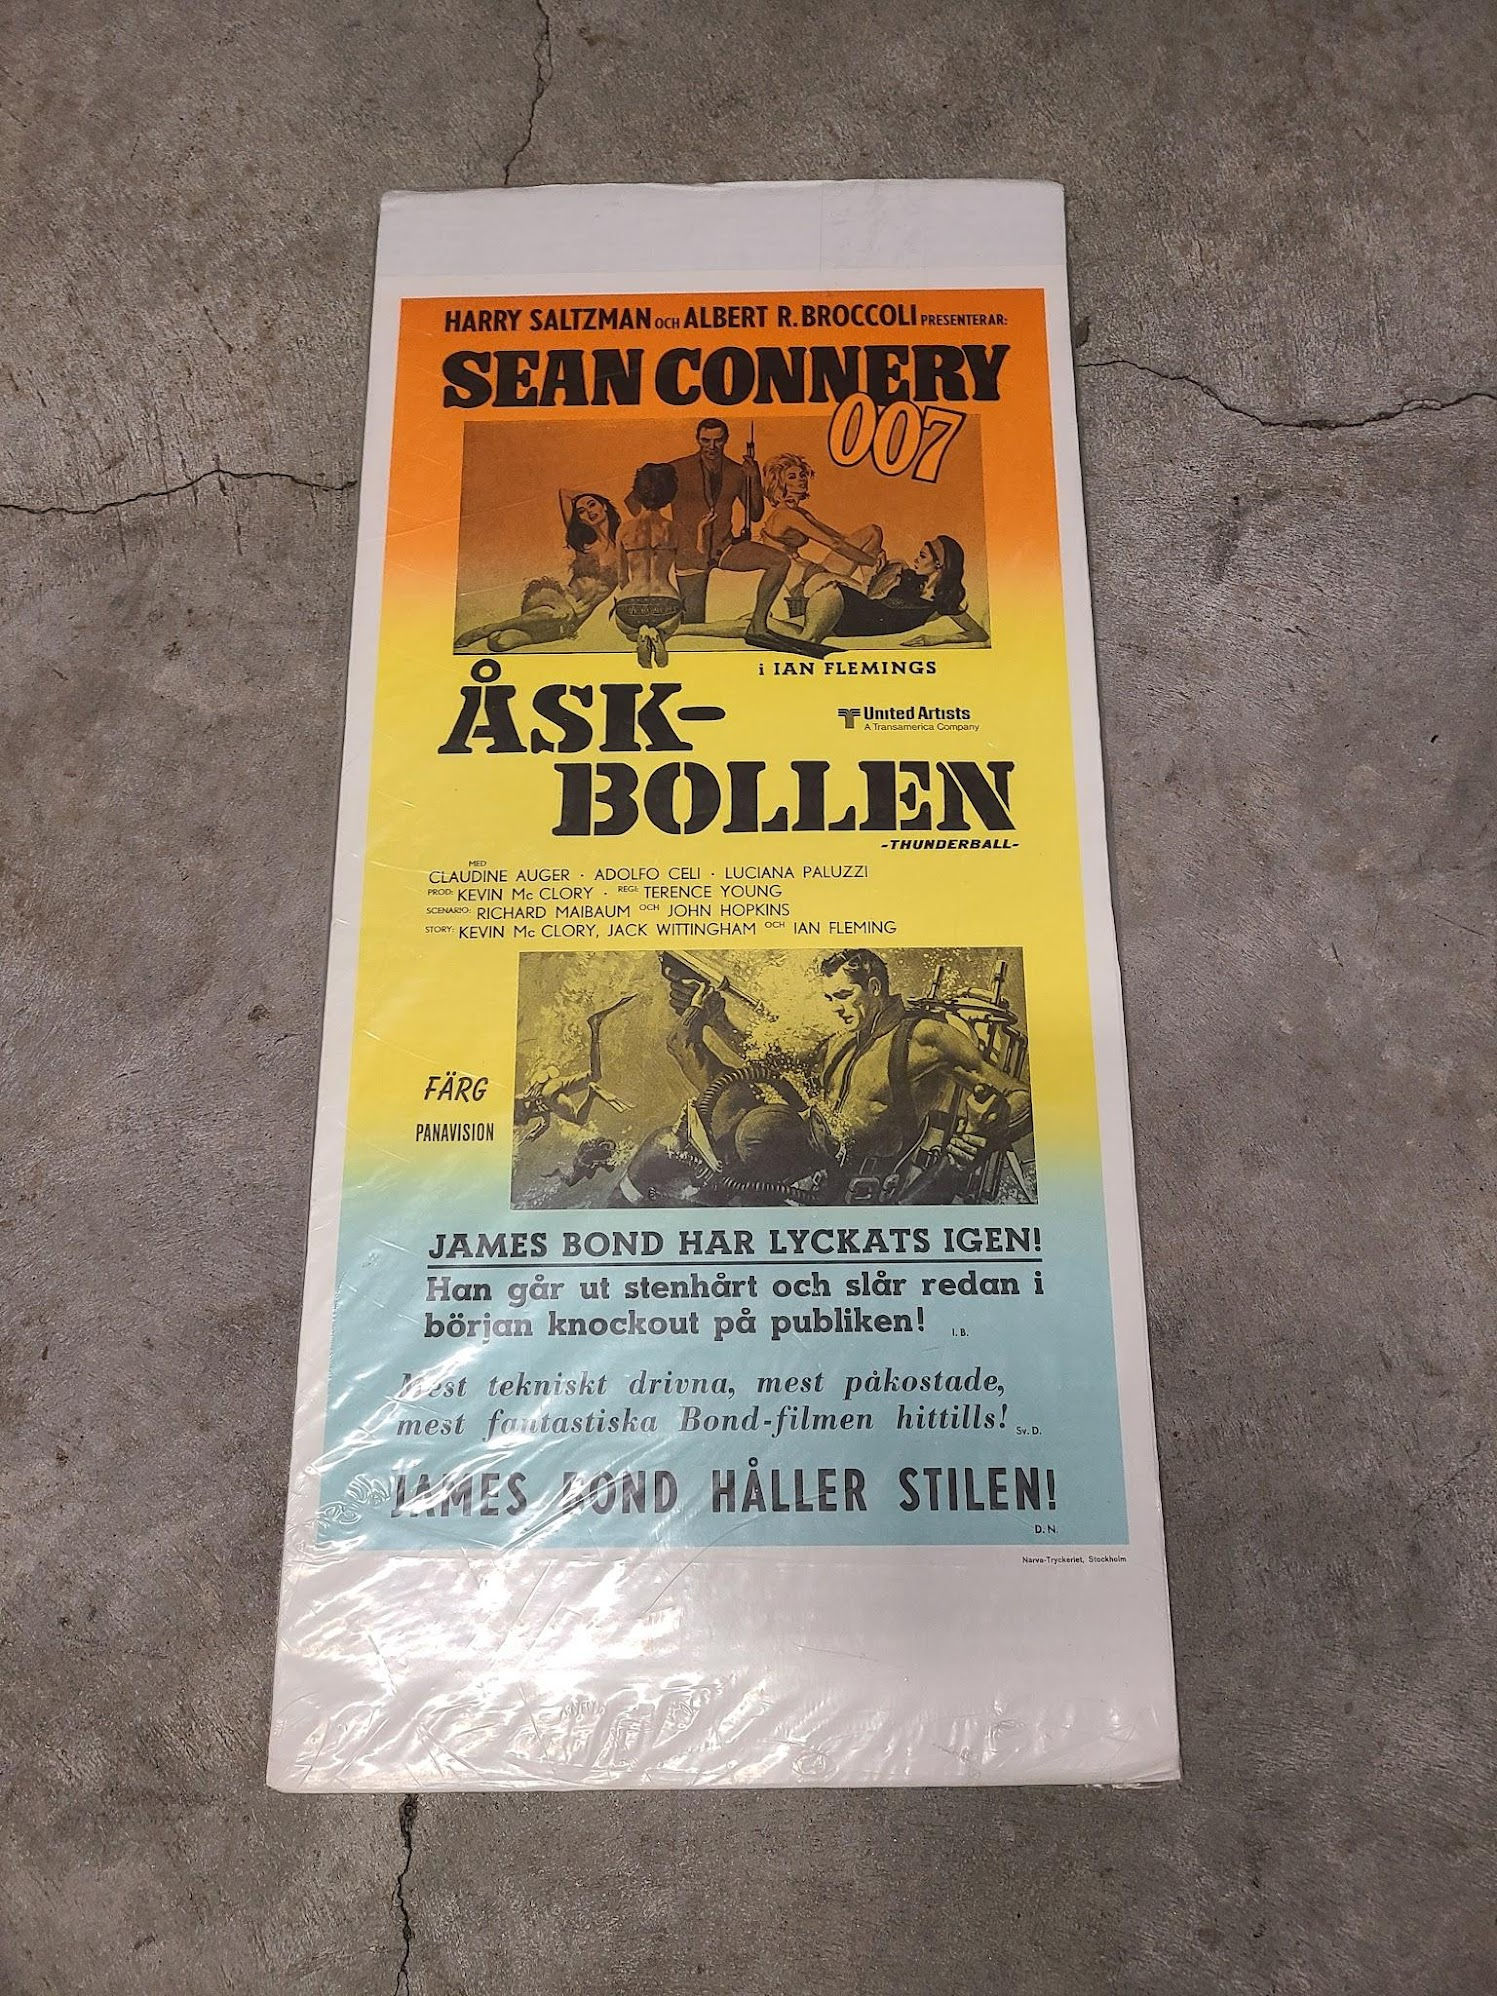 HARRY SALTZMAN OCH ALBERT R. BROCCOLI PRESENTERAR:
SEAN CONNERY
007
i IAN FLEMINGS
ÅSK-
United Artists
A Transamerica Company
BOLLEN
-THUNDERBALL-
MED
CLAUDINE AUGER · ADOLFO CELI · LUCIANA PALUZZI
PROD: KEVIN Mc CLORY · REGI: TERENCE YOUNG
SCENARIO: RICHARD MAIBAUM OCH JOHN HOPKINS
STORY: KEVIN Mc CLORY, JACK WITTINGHAM OCH IAN FLEMING
FÄRG
PANAVISION
JAMES BOND HAR LYCKATS IGEN!
Han går ut stenhårt och slår redan i
början knockout på publiken! I. B.
Mest tekniskt drivna, mest påkostade,
mest fantastiska Bond-filmen hittills! Sv. D.
JAMES BOND HÅLLER STILEN!
D. N.
Narva-Tryckeriet, Stockholm